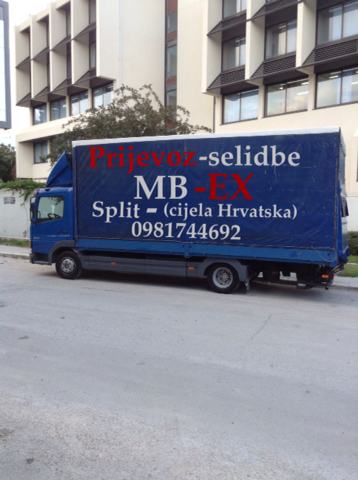 Prijevoz-selidbe
MB-EX
Split - (cijela Hrvatska)
0981744692